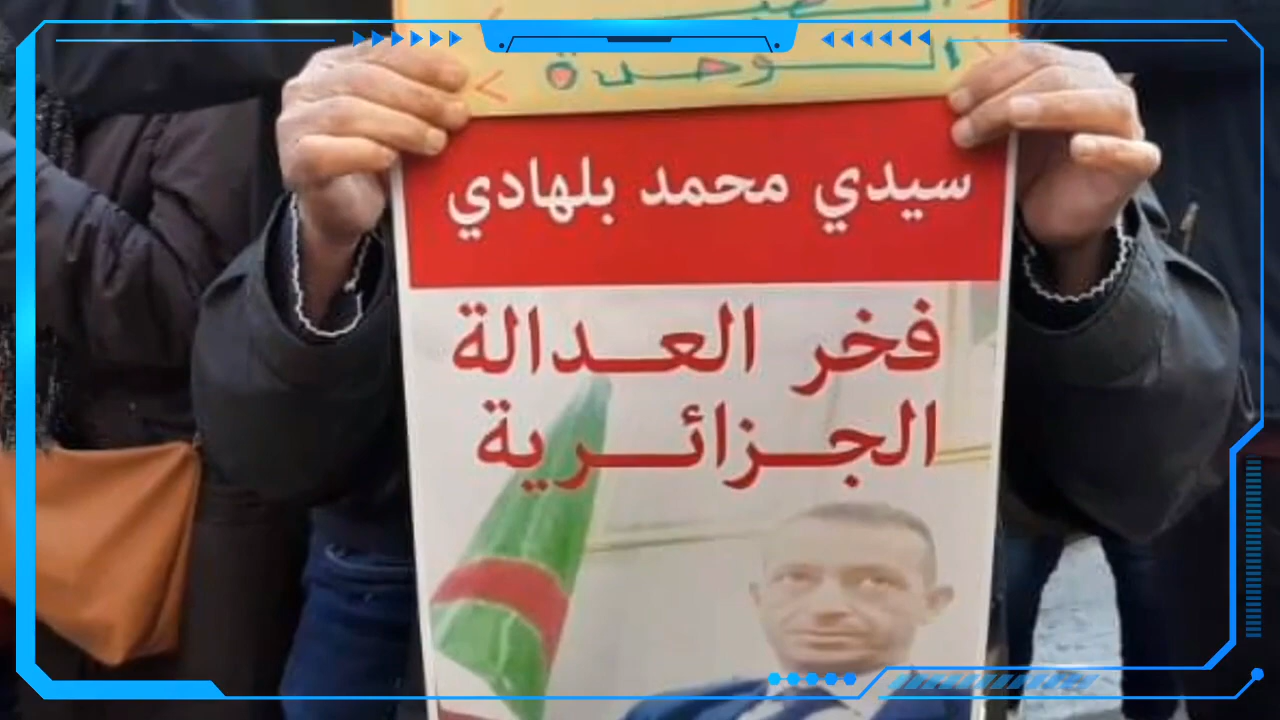 الوحدة
سيدي محمد بلهادي
فخر العدالة
الجزائرية